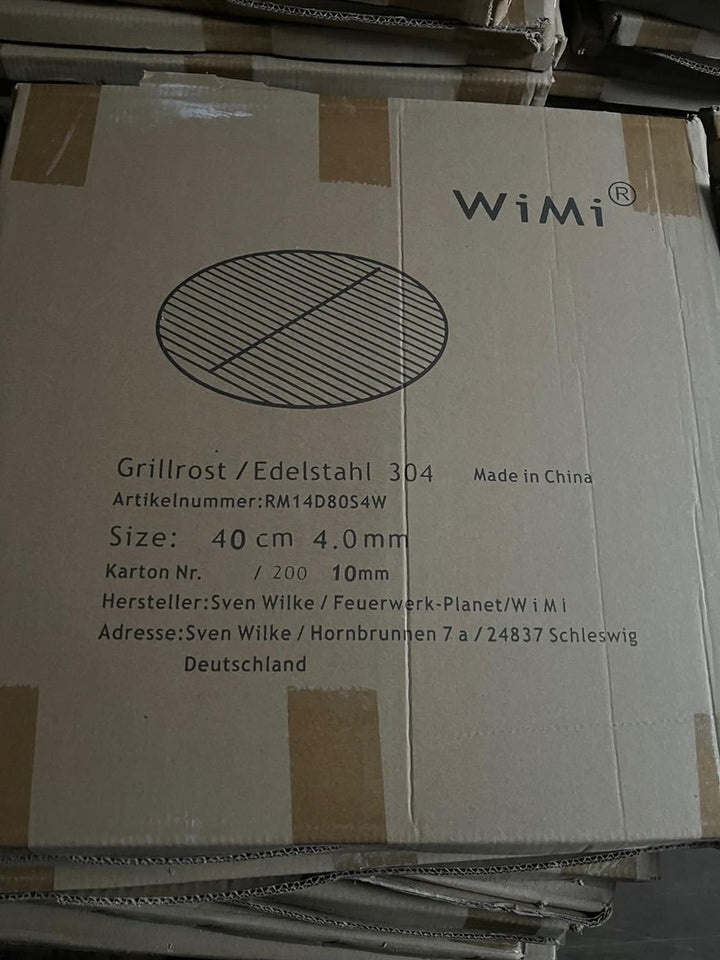 WiMi®
Grillrost / Edelstahl 304 Made in China
Artikelnummer:RM14D80S4W
Size: 40 cm 4.0mm
Karton Nr. / 200 10mm
Hersteller:Sven Wilke / Feuerwerk-Planet/W i M i
Adresse:Sven Wilke / Hornbrunnen 7 a / 24837 Schleswig
Deutschland